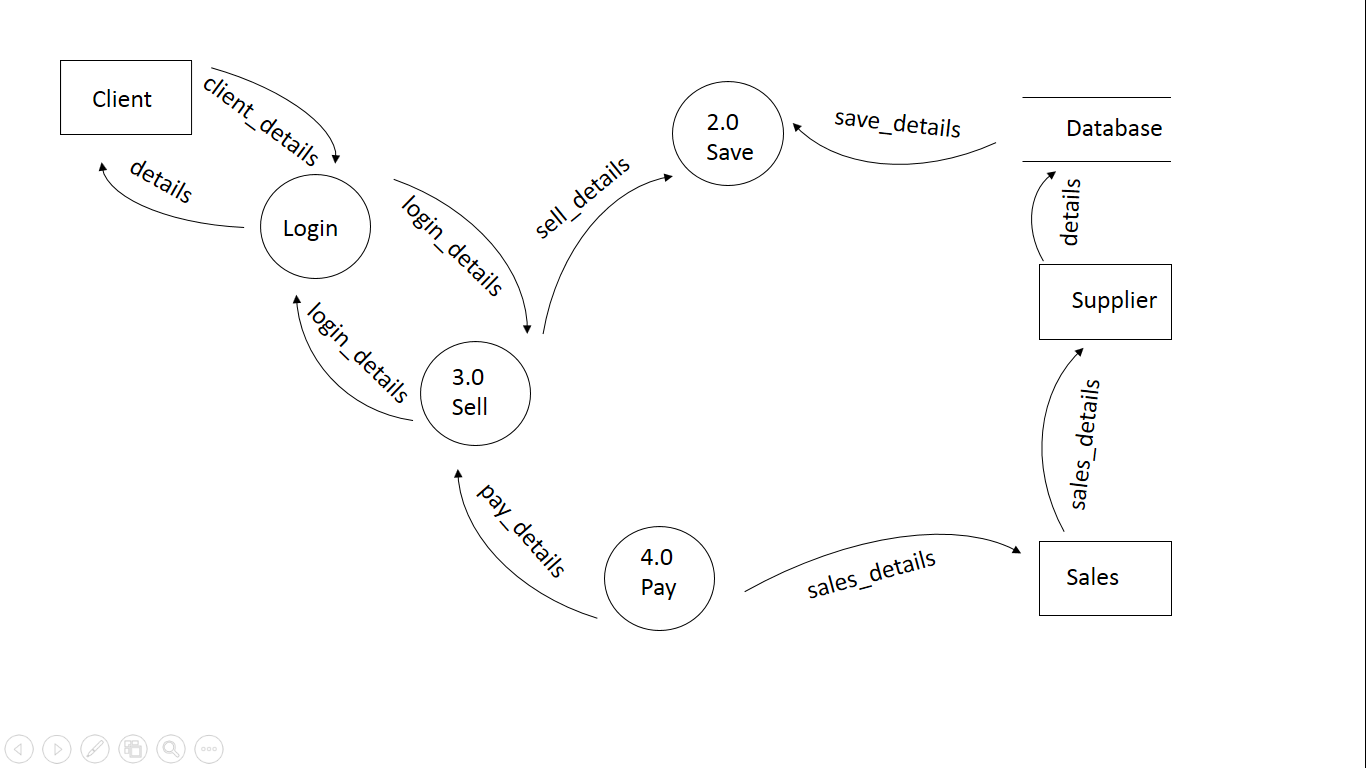 Client
client_details
details
Login
login_details
login_details
3.0
Sell
sell_details
2.0
Save
save_details
Database
details
Supplier
sales_details
Sales
sales_details
4.0
Pay
pay_details